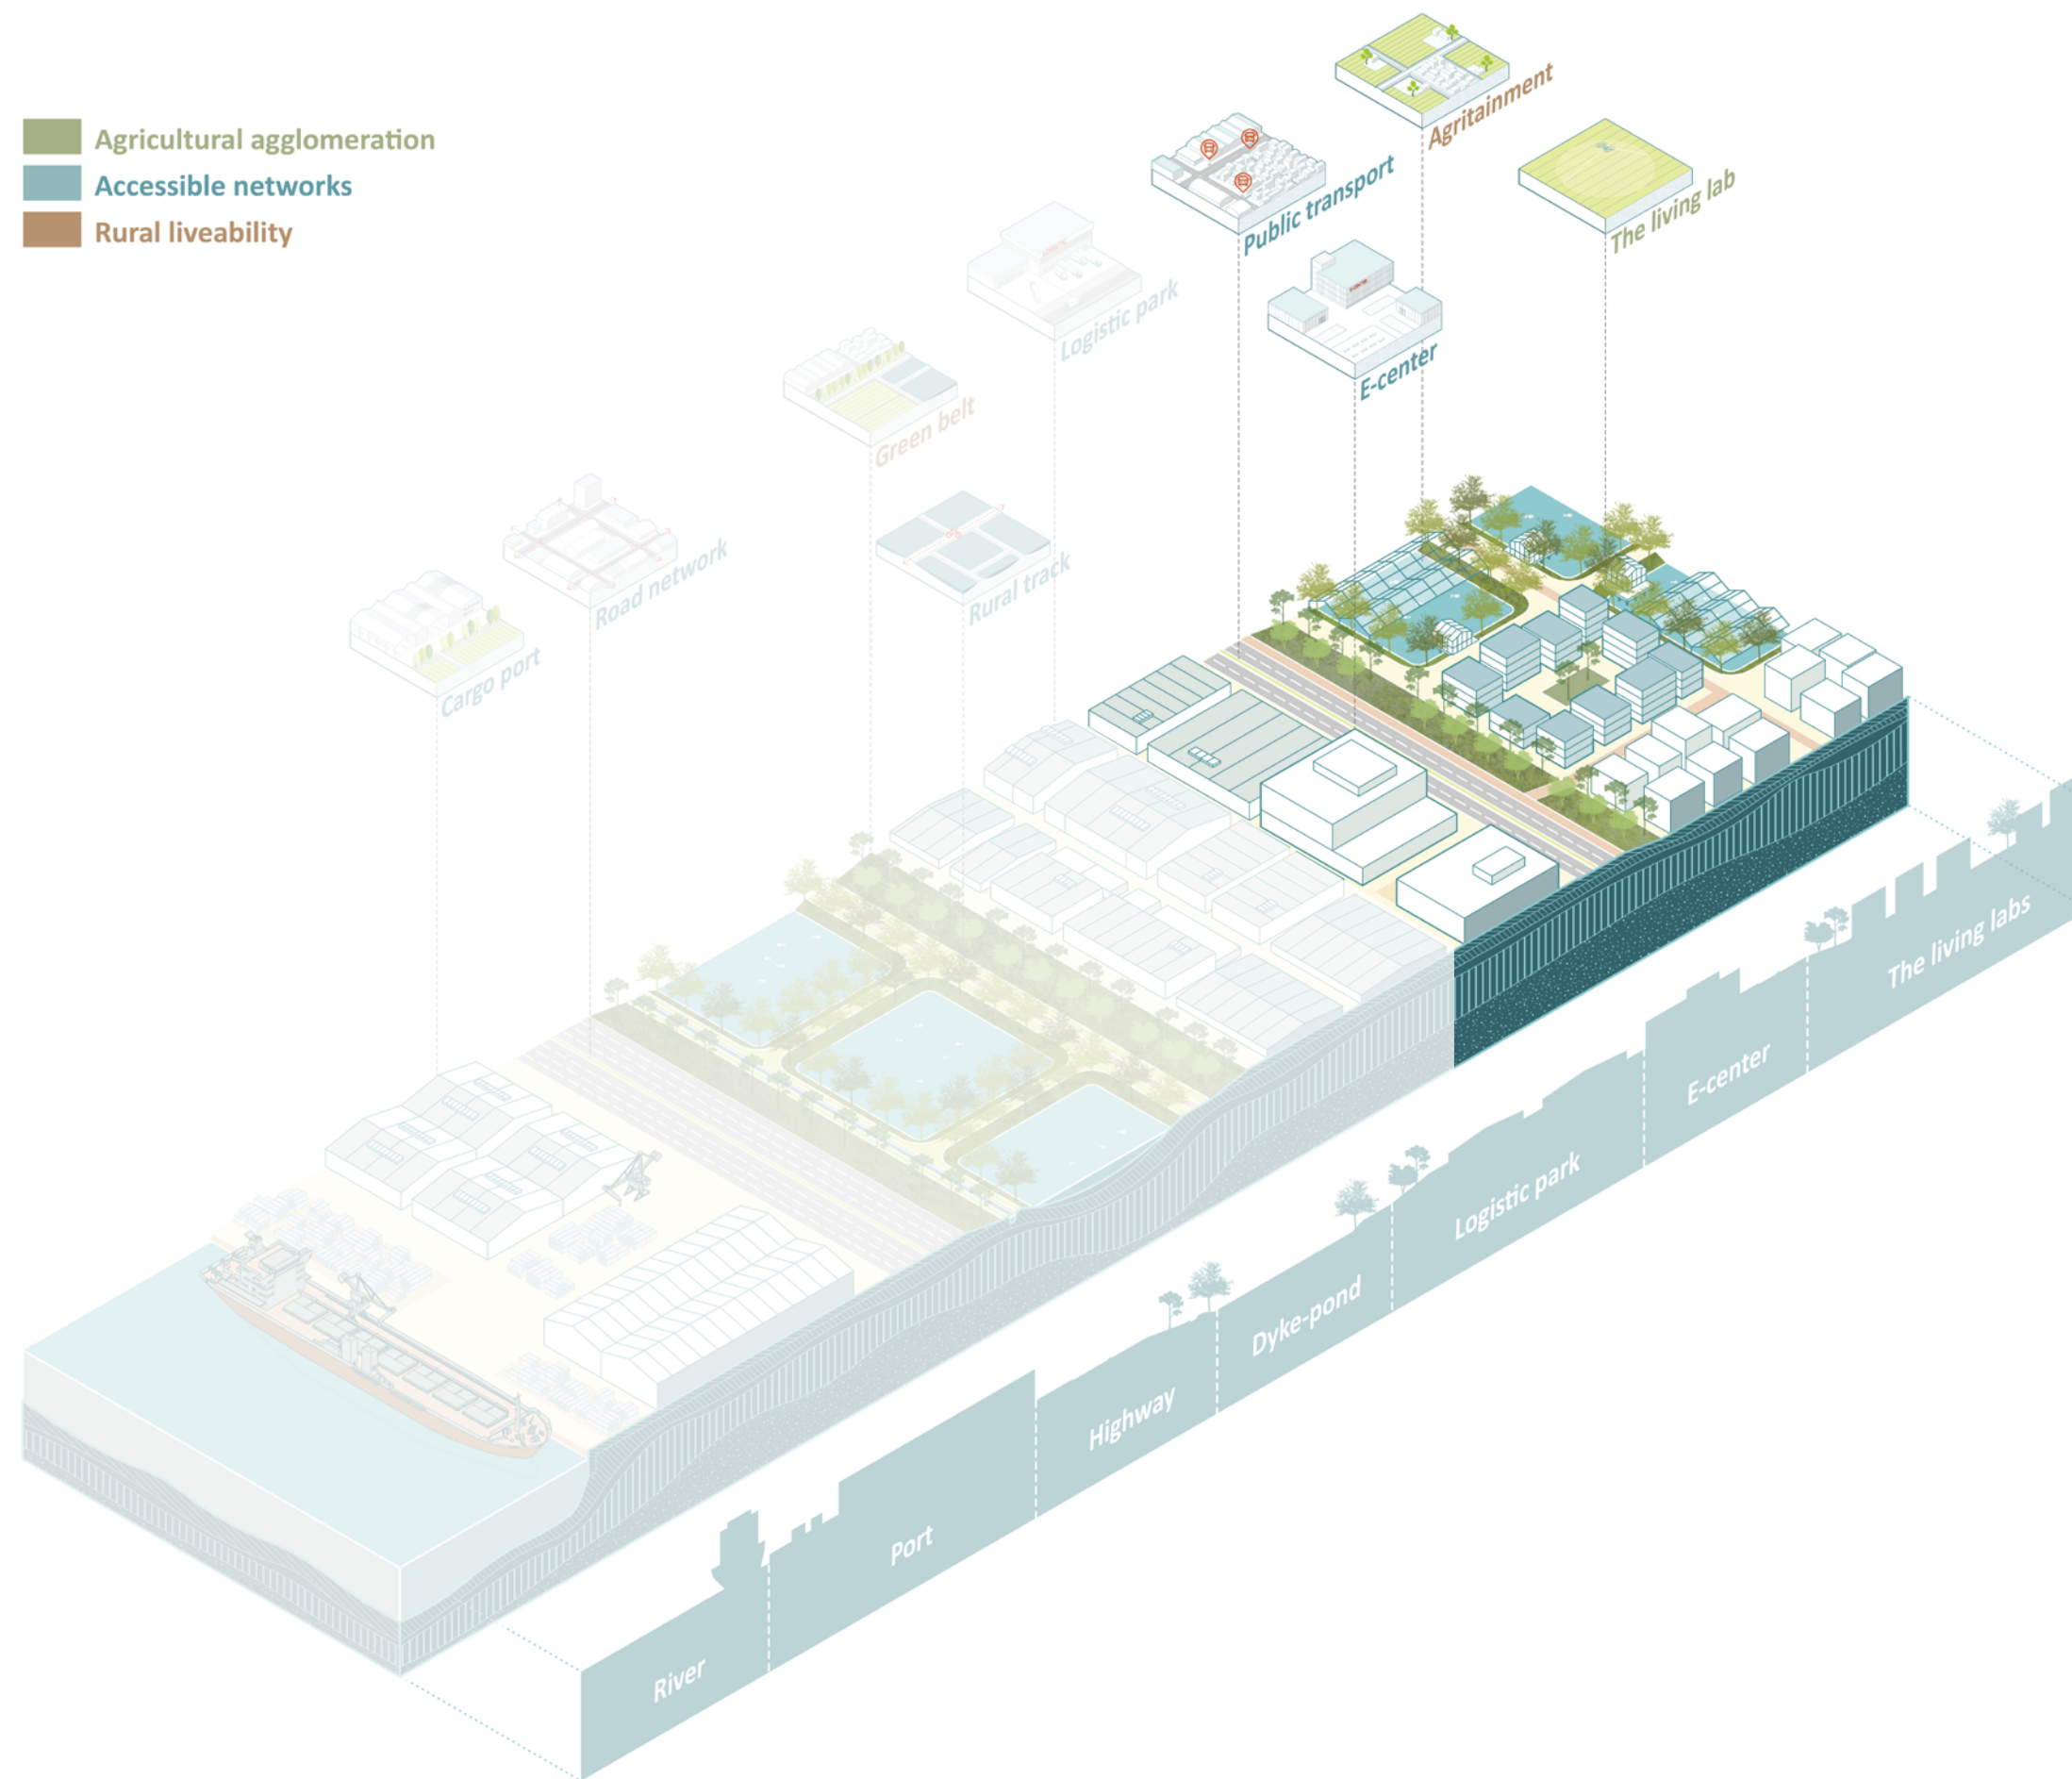 Agricultural agglomeration
Accessible networks
Rural liveability
Agritainment
Public transport
The living lab
Logistic park
E-center
Green belt
Road network
Rural track
Cargo port
The living labs
E-center
Logistic park
Dyke-pond
Highway
Port
River